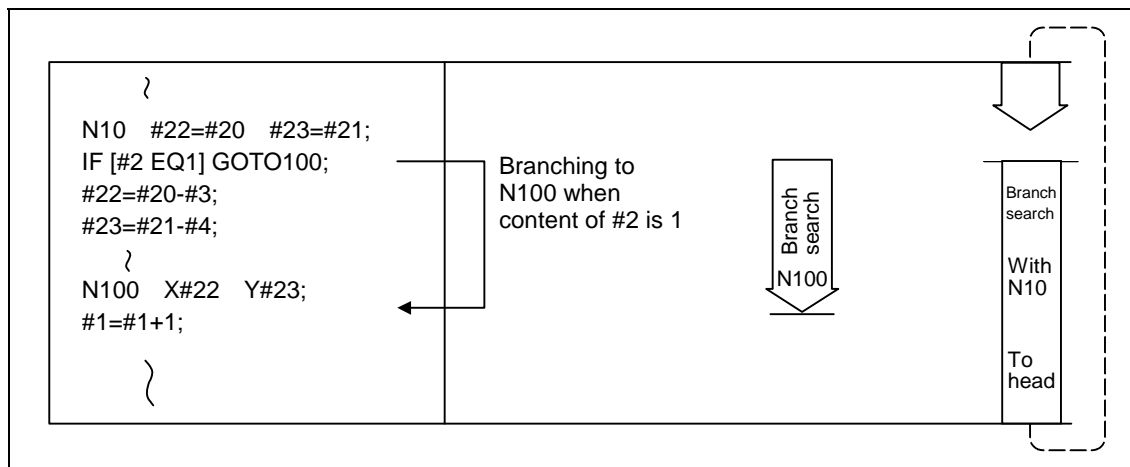 N10 #22=#20 #23=#21;
IF [#2 EQ1] GOTO100;
#22=#20-#3;
#23=#21-#4;
N100 X#22 Y#23;
#1=#1+1;
Branching to
N100 when
content of #2 is 1
Branch
search
N100
Branch
search
With
N10
To
head